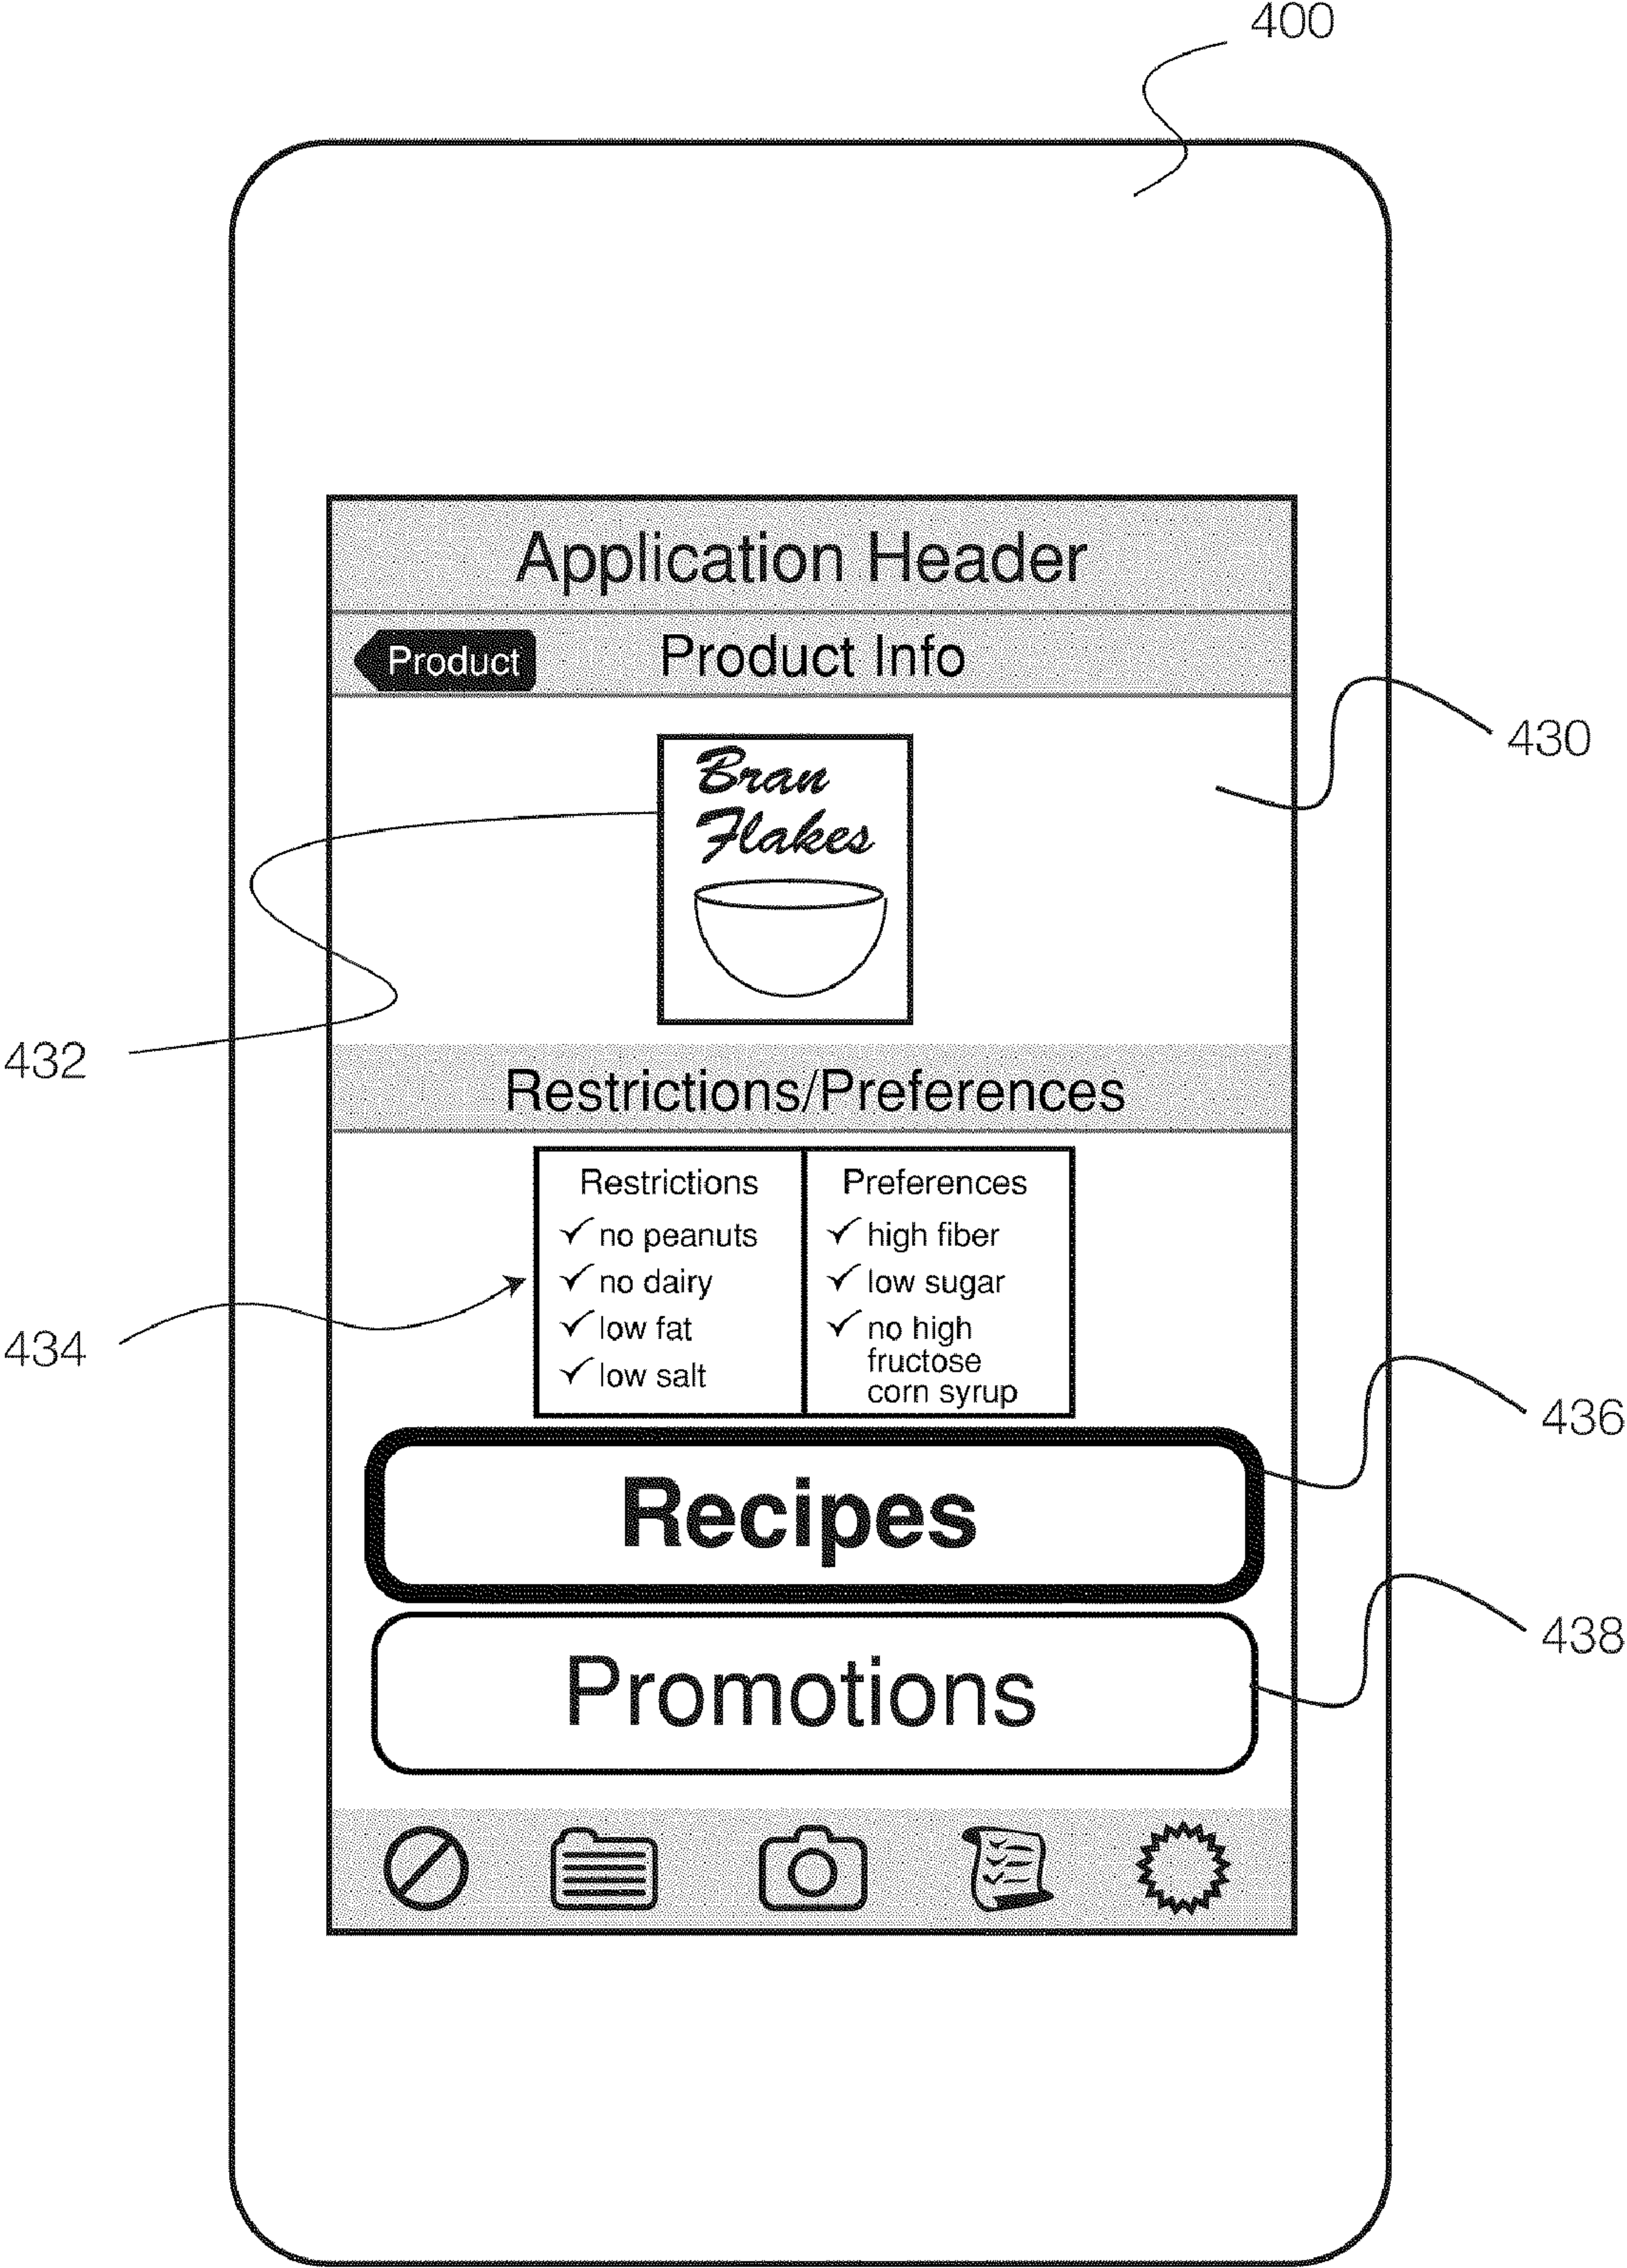 400
Application Header
Product
Product Info
430
Bran
Flakes
432
Restrictions/Preferences
Restrictions
✓ no peanuts
✓ no dairy
✓ low fat
✓ low salt
Preferences
✓ high fiber
✓ low sugar
✓ no high
fructose
corn syrup
434
436
Recipes
438
Promotions